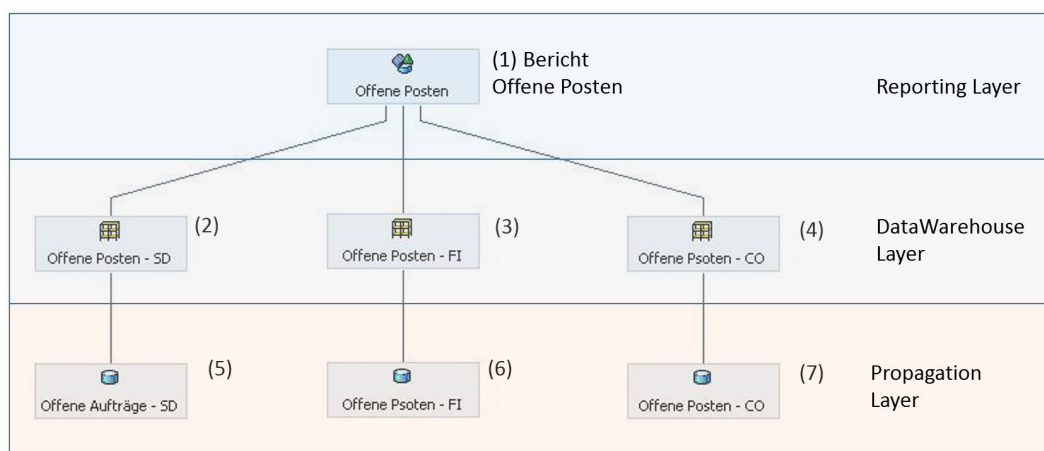 (1) Bericht
Offene Posten
Offene Posten
Reporting Layer
(2)
(3)
(4)
DataWarehouse
Layer
Offene Posten - SD
Offene Posten - FI
Offene Psoten - CO
(5)
(6)
(7)
Propagation
Layer
Offene Aufträge - SD
Offene Psoten - FI
Offene Posten - CO